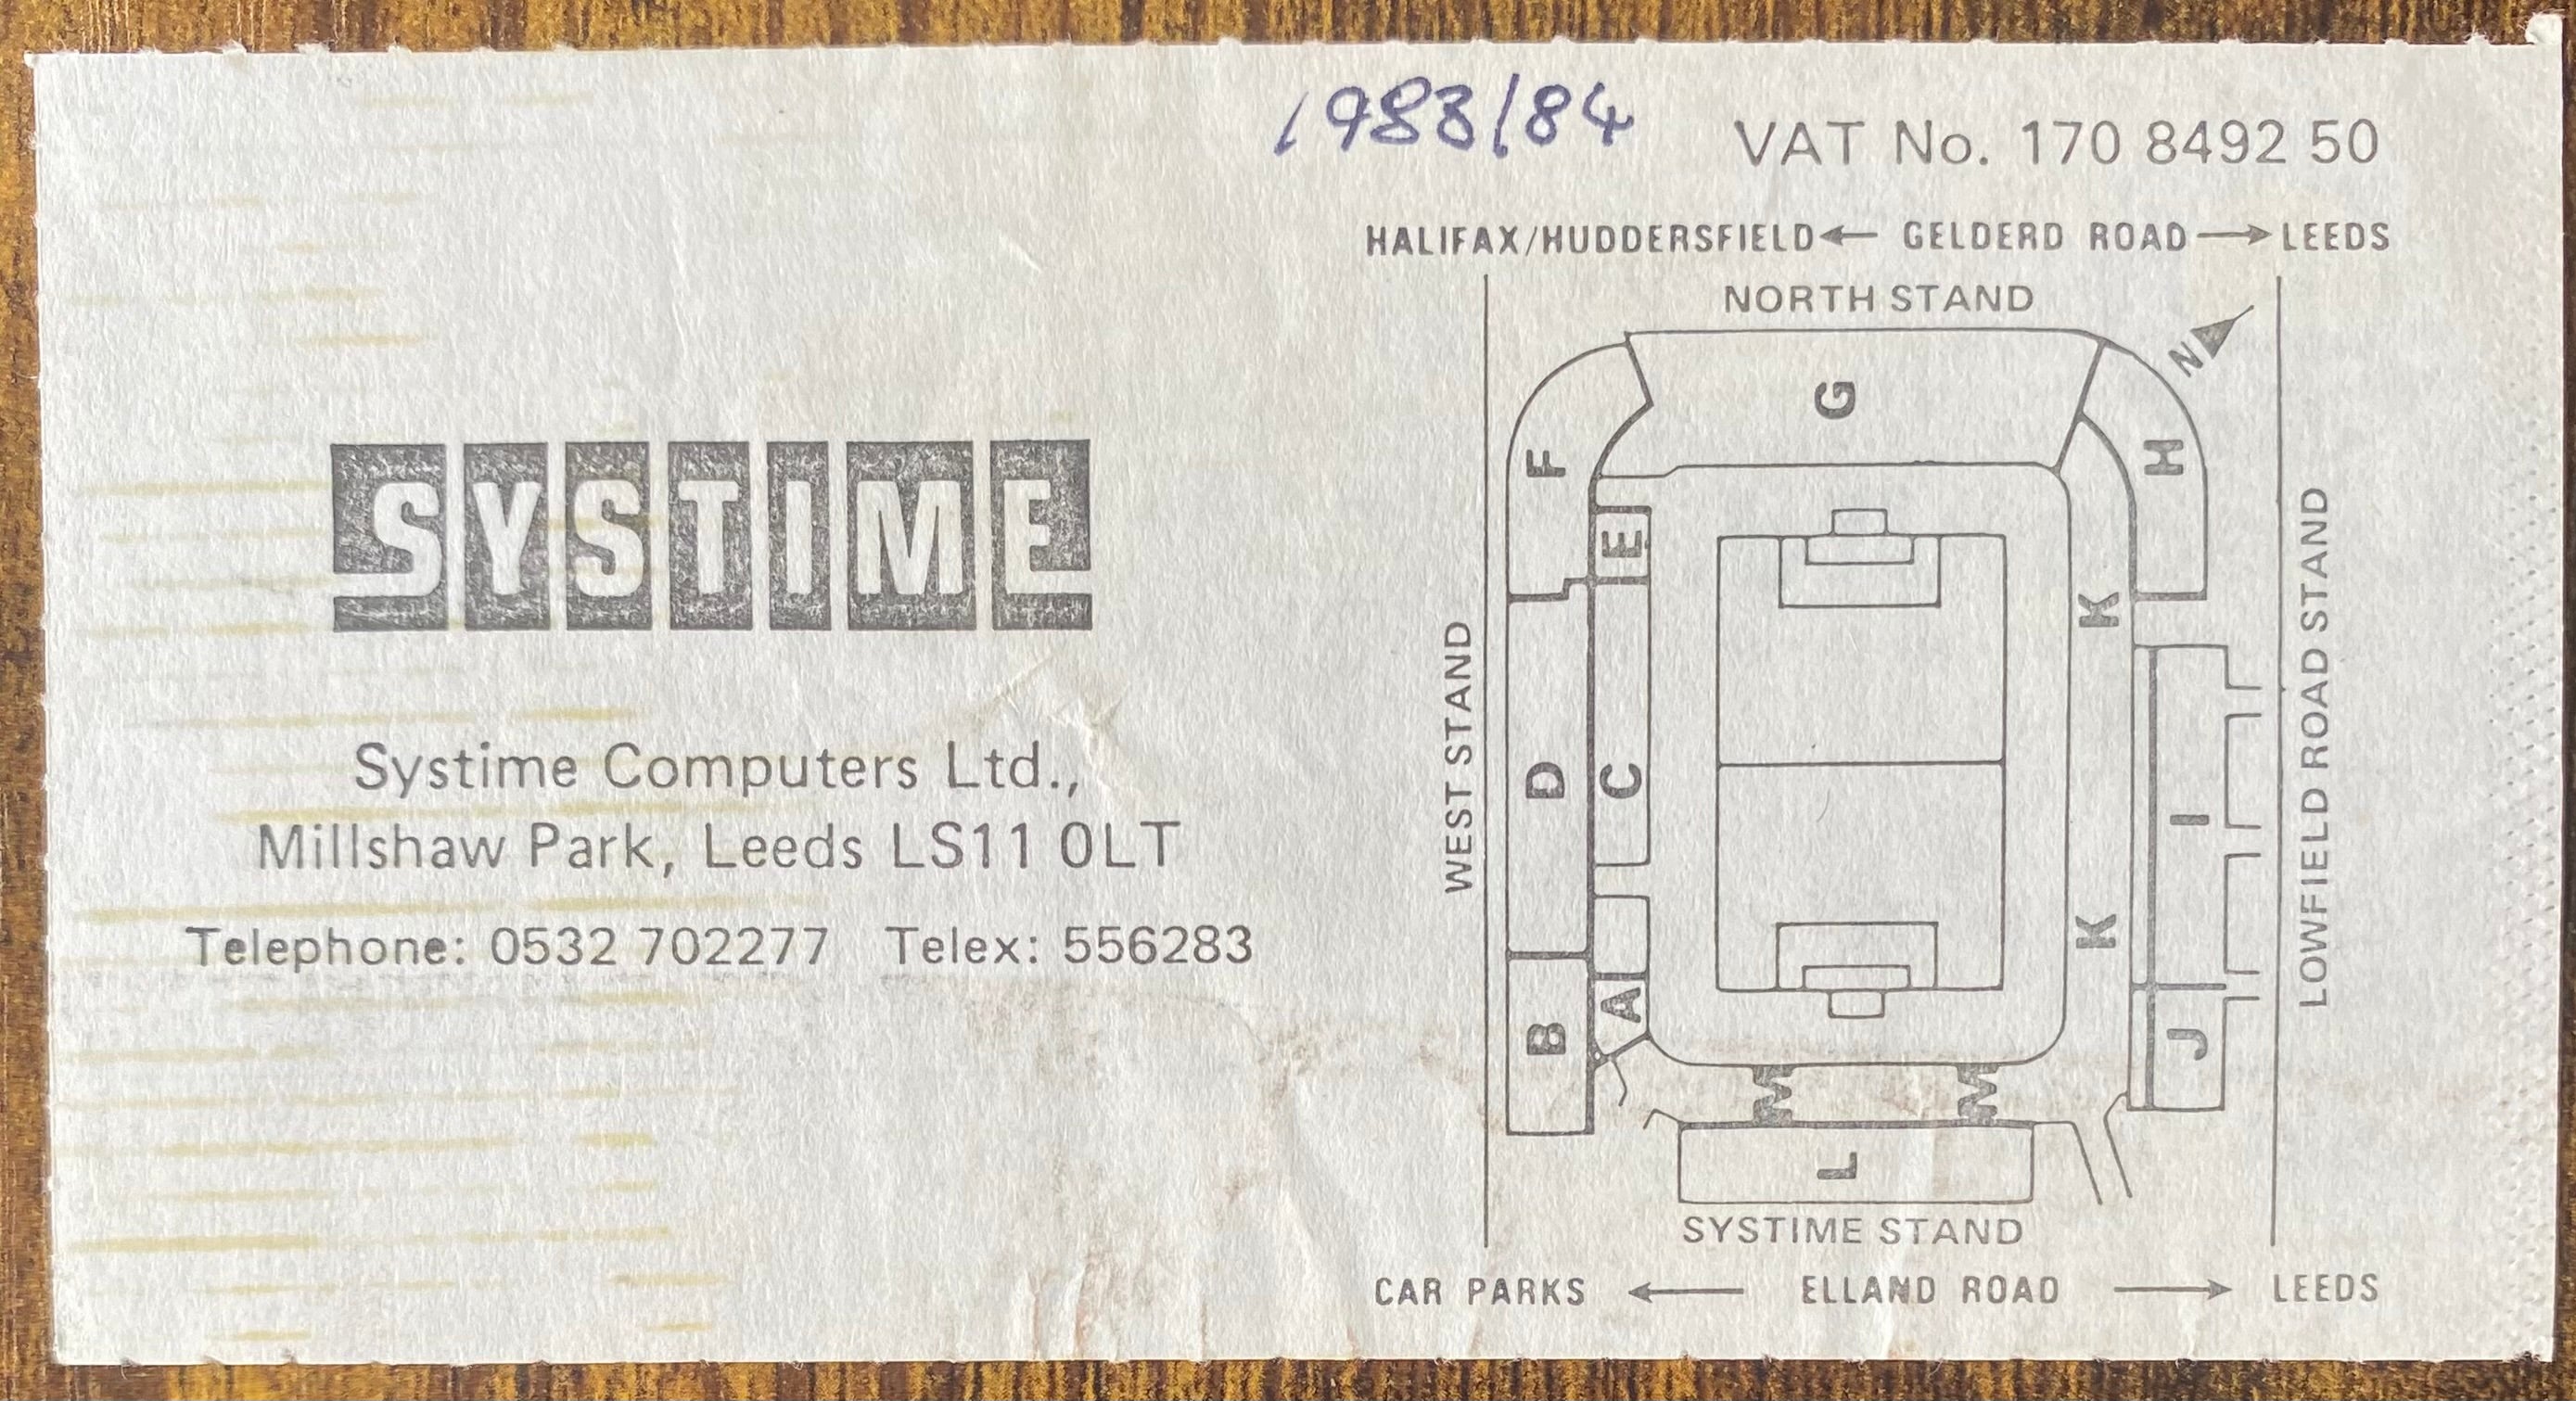 1983/84
VAT No. 170 8492 50
SYSTIME
Systime Computers Ltd.,
Millshaw Park, Leeds LS11 0LT
Telephone: 0532 702277 Telex: 556283
HALIFAX/HUDDERSFIELD ← GELDERD ROAD → LEEDS
NORTH STAND
N
G
F
H
E
K
WEST STAND
D
C
I
LOWFIELD ROAD STAND
K
A
B
J
M M
L
SYSTIME STAND
CAR PARKS ← ELLAND ROAD → LEEDS